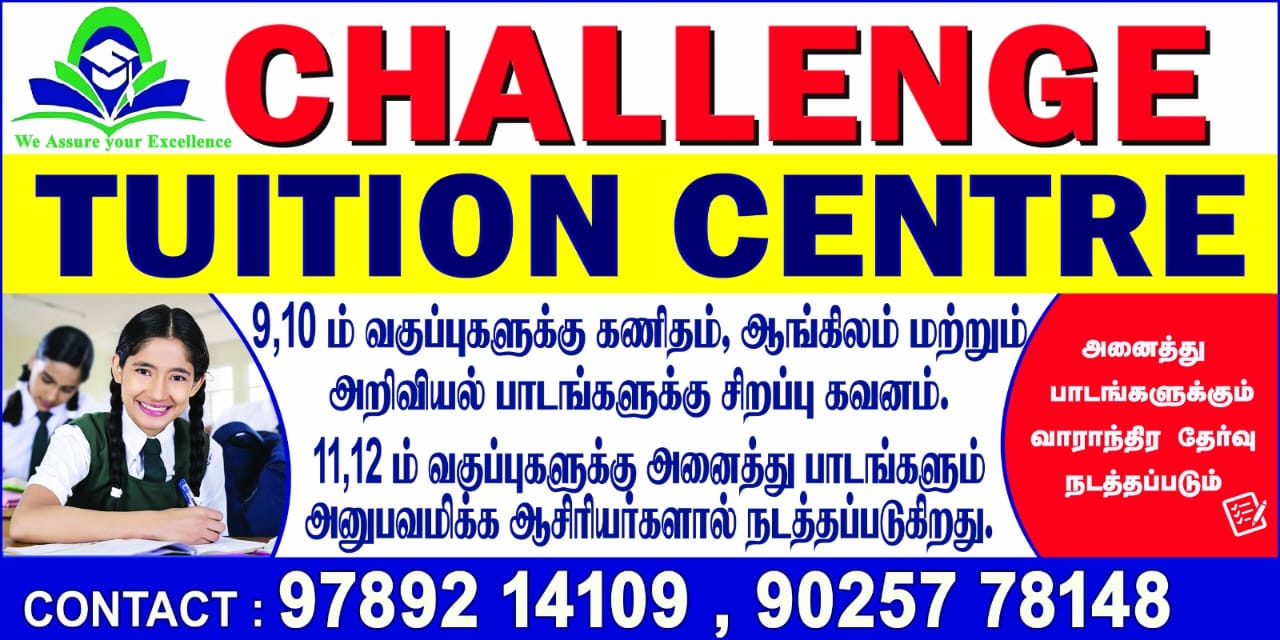 We Assure your Excellence
CHALLENGE
TUITION CENTRE
9,10 ம் வகுப்புகளுக்கு கணிதம், ஆங்கிலம் மற்றும்
அறிவியல் பாடங்களுக்கு சிறப்பு கவனம்.
11,12 ம் வகுப்புகளுக்கு அனைத்து பாடங்களும்
அனுபவமிக்க ஆசிரியர்களால் நடத்தப்படுகிறது.
அனைத்து
பாடங்களுக்கும்
வாராந்திர தேர்வு
நடத்தப்படும்
CONTACT : 97892 14109 , 90257 78148